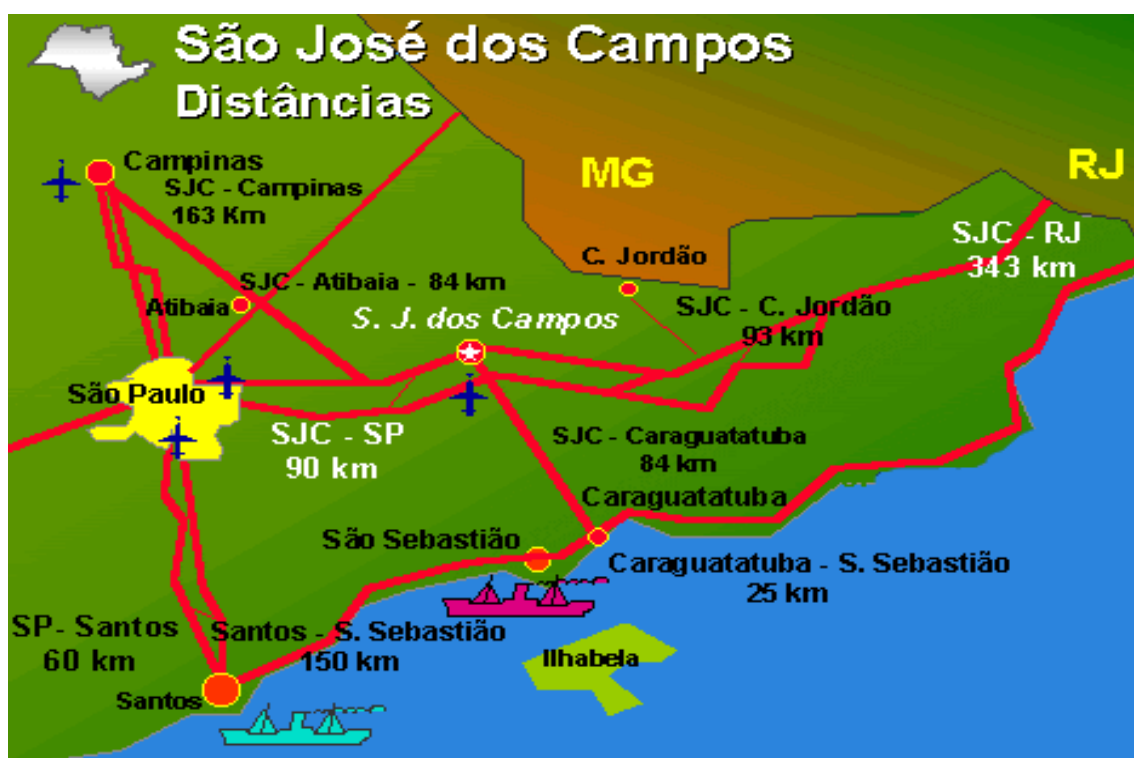 São José dos Campos
Distâncias
Campinas
SJC - Campinas
163 Km
MG
RJ
SJC - RJ
343 km
C. Jordão
SJC - Atibaia - 84 km
Atibaia
S. J. dos Campos
SJC - C. Jordão
93 km
São Paulo
SJC - SP
90 km
SJC - Caraguatatuba
84 km
Caraguatatuba
São Sebastião
Caraguatatuba - S. Sebastião
25 km
SP- Santos
60 km
Santos - S. Sebastião
150 km
Ilhabela
Santos